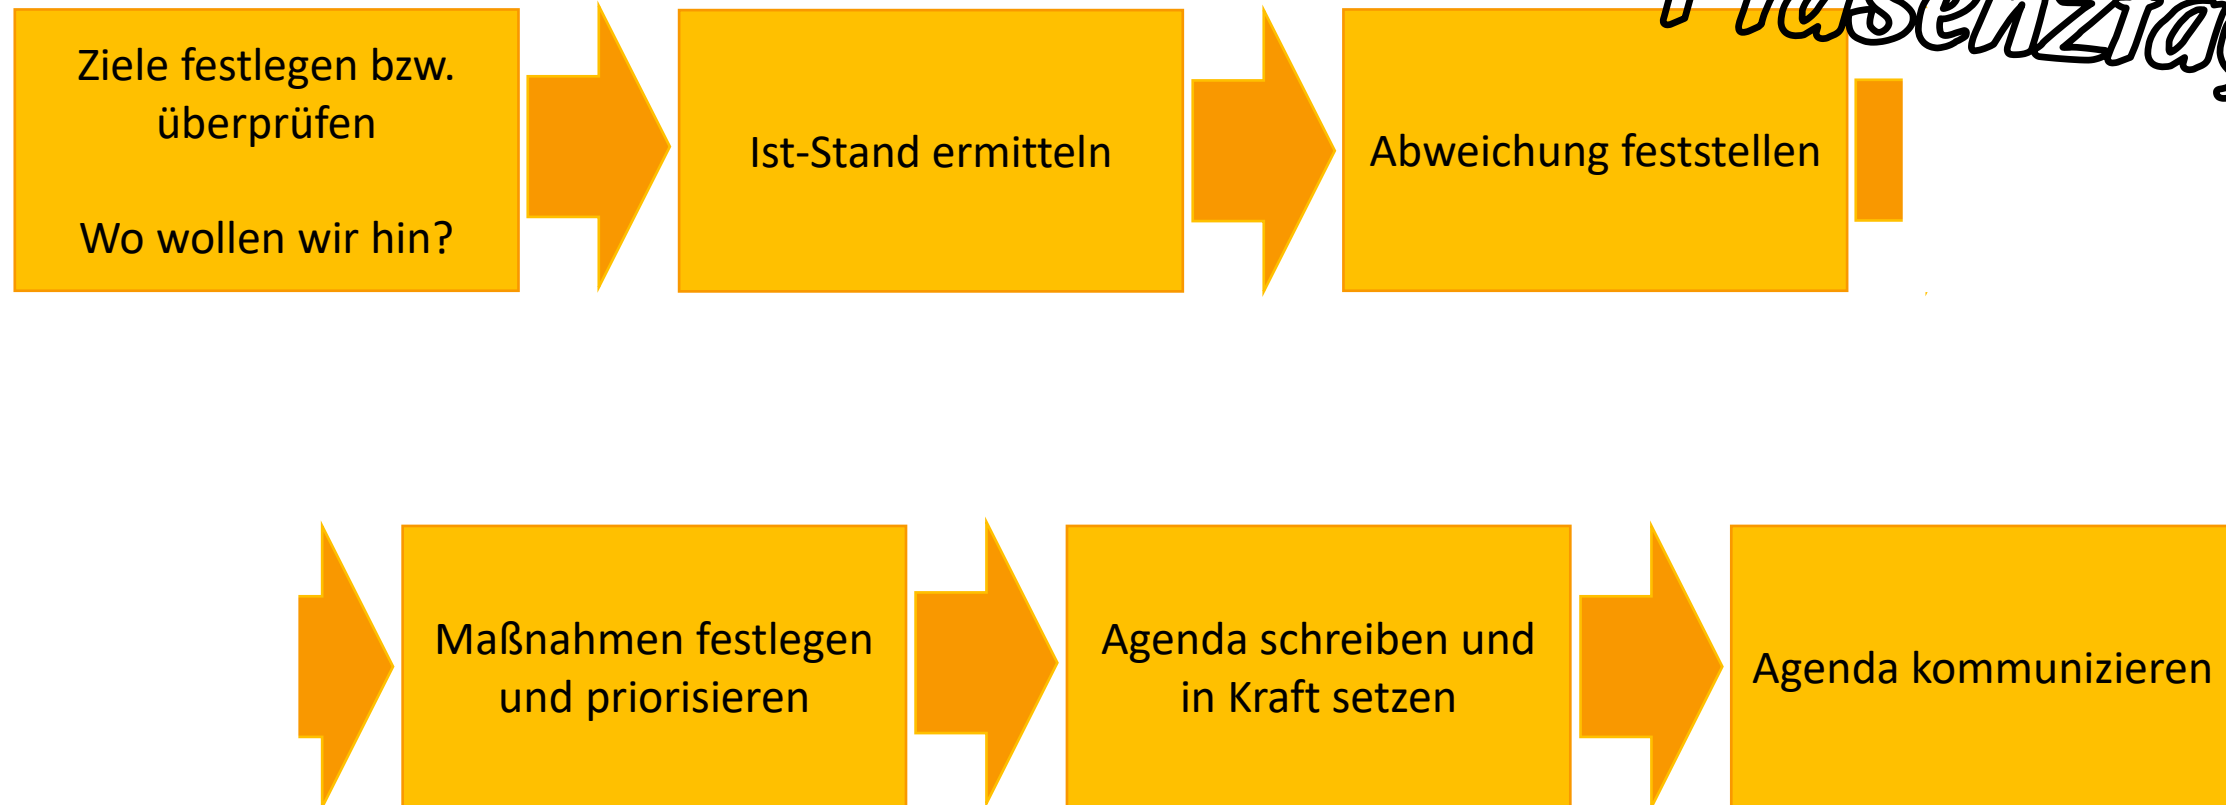 Ziele festlegen bzw.
überprüfen
Wo wollen wir hin?
Ist-Stand ermitteln
Abweichung feststellen
Maßnahmen festlegen
und priorisieren
Agenda schreiben und
in Kraft setzen
Agenda kommunizieren